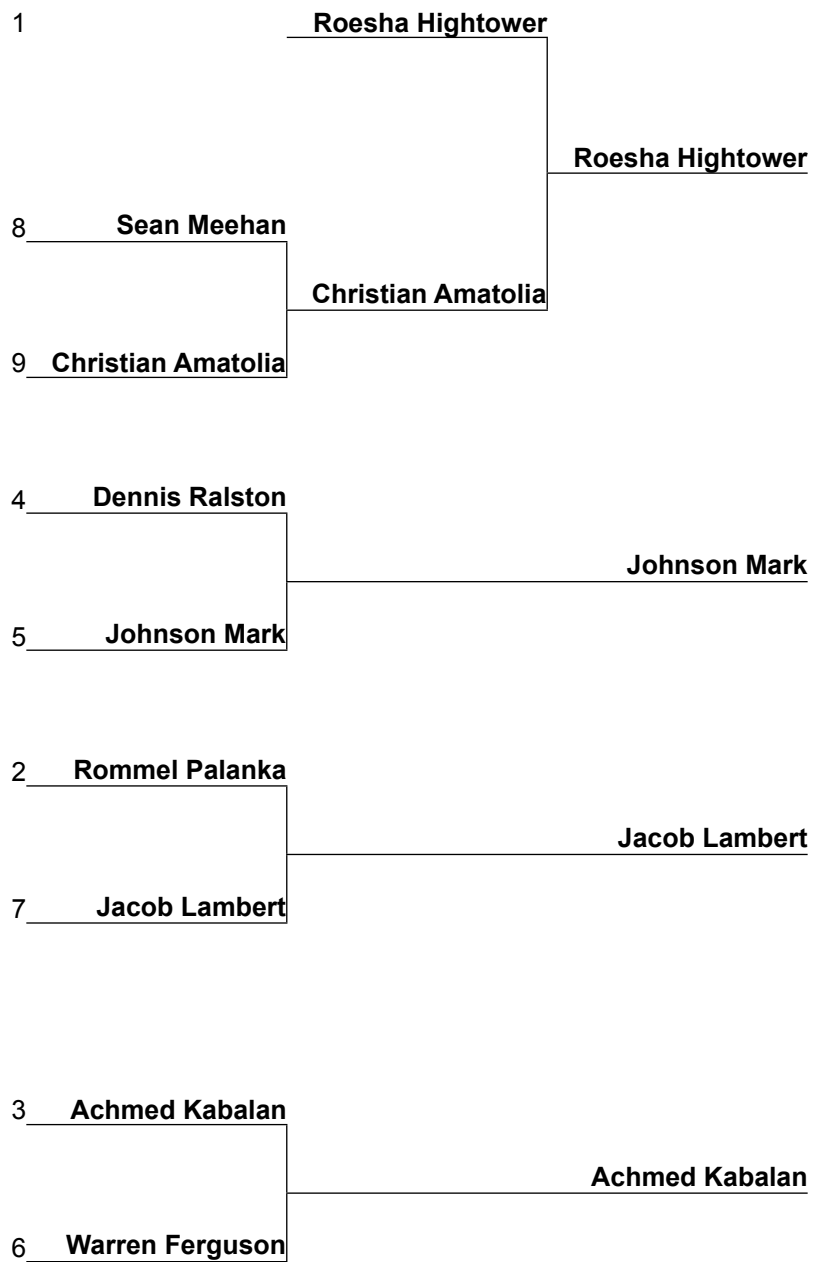 1 Roesha Hightower
Roesha Hightower
8 Sean Meehan
Christian Amatolia
9 Christian Amatolia
4 Dennis Ralston
Johnson Mark
5 Johnson Mark
2 Rommel Palanka
Jacob Lambert
7 Jacob Lambert
3 Achmed Kabalan
Achmed Kabalan
6 Warren Ferguson